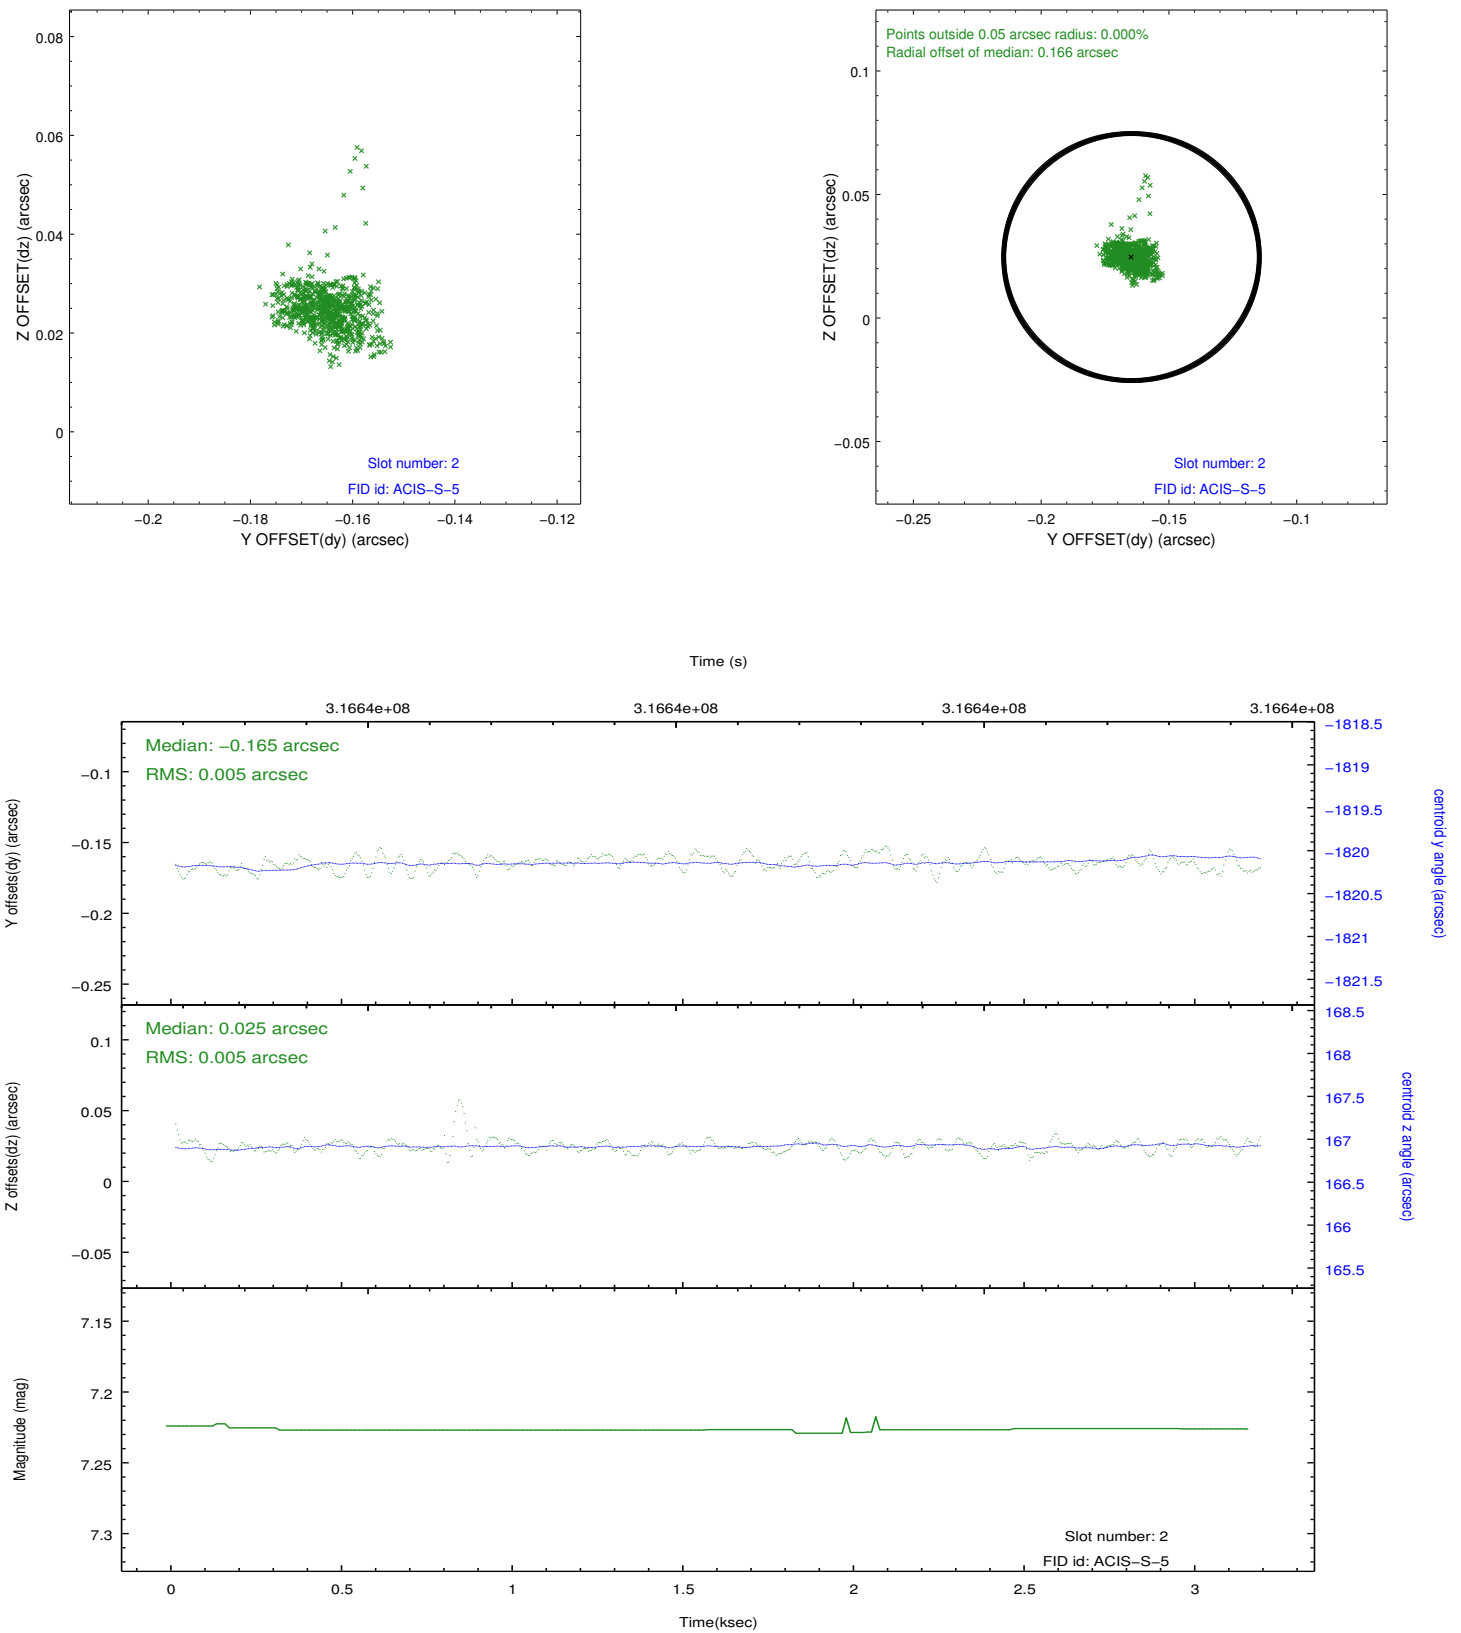 0.08
0.06
0.04
0.02
0
Z OFFSET(dz) (arcsec)
Slot number: 2
FID id: ACIS−S−5
−0.2 −0.18 −0.16 −0.14 −0.12
Y OFFSET(dy) (arcsec)
Points outside 0.05 arcsec radius: 0.000%
Radial offset of median: 0.166 arcsec
0.1
0.05
0
−0.05
Z OFFSET(dz) (arcsec)
Slot number: 2
FID id: ACIS−S−5
−0.25 −0.2 −0.15 −0.1
Y OFFSET(dy) (arcsec)
Time (s)
3.1664e+08 3.1664e+08 3.1664e+08 3.1664e+08
Median: −0.165 arcsec
RMS: 0.005 arcsec
−0.1
−0.15
−0.2
−0.25
Y offsets(dy) (arcsec)
−1818.5
−1819
−1819.5
−1820
−1820.5
−1821
−1821.5
centroid y angle (arcsec)
Median: 0.025 arcsec
RMS: 0.005 arcsec
0.1
0.05
0
−0.05
Z offsets(dz) (arcsec)
168.5
168
167.5
167
166.5
166
165.5
centroid z angle (arcsec)
7.15
7.2
7.25
7.3
Magnitude (mag)
Slot number: 2
FID id: ACIS−S−5
0 0.5 1 1.5 2 2.5 3
Time(ksec)